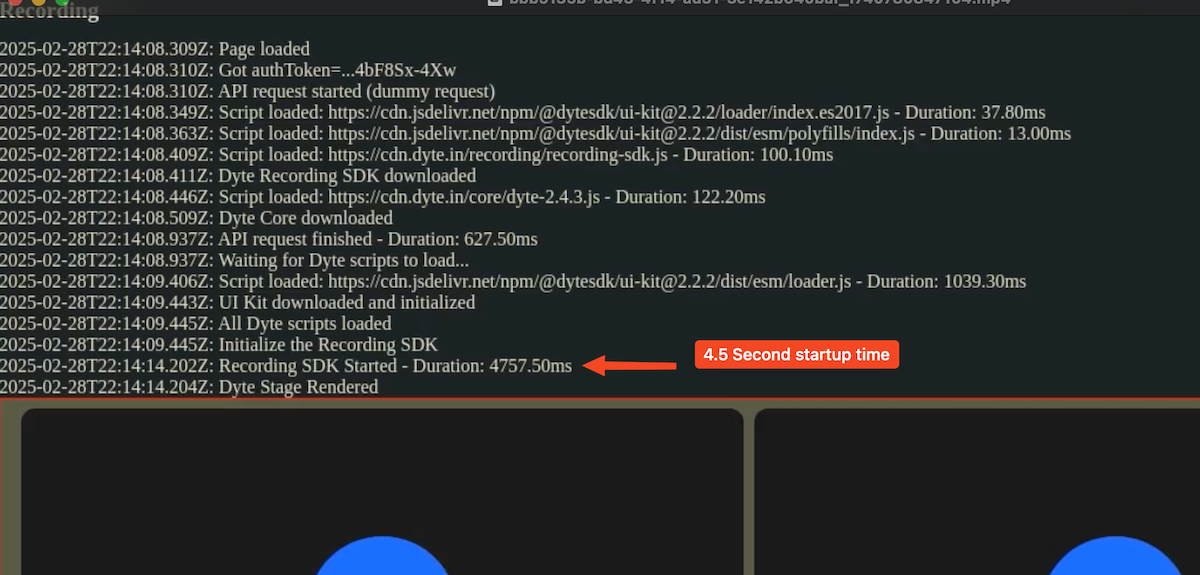 Recording
2025-02-28T22:14:08.309Z: Page loaded
2025-02-28T22:14:08.310Z: Got authToken=...4bF8Sx-4Xw
2025-02-28T22:14:08.310Z: API request started (dummy request)
2025-02-28T22:14:08.349Z: Script loaded: https://cdn.jsdelivr.net/npm/@dytesdk/ui-kit@2.2.2/loader/index.es2017.js - Duration: 37.80ms
2025-02-28T22:14:08.363Z: Script loaded: https://cdn.jsdelivr.net/npm/@dytesdk/ui-kit@2.2.2/dist/esm/polyfills/index.js - Duration: 13.00ms
2025-02-28T22:14:08.409Z: Script loaded: https://cdn.dyte.in/recording/recording-sdk.js - Duration: 100.10ms
2025-02-28T22:14:08.411Z: Dyte Recording SDK downloaded
2025-02-28T22:14:08.446Z: Script loaded: https://cdn.dyte.in/core/dyte-2.4.3.js - Duration: 122.20ms
2025-02-28T22:14:08.509Z: Dyte Core downloaded
2025-02-28T22:14:08.937Z: API request finished - Duration: 627.50ms
2025-02-28T22:14:08.937Z: Waiting for Dyte scripts to load...
2025-02-28T22:14:09.406Z: Script loaded: https://cdn.jsdelivr.net/npm/@dytesdk/ui-kit@2.2.2/dist/esm/loader.js - Duration: 1039.30ms
2025-02-28T22:14:09.443Z: UI Kit downloaded and initialized
2025-02-28T22:14:09.445Z: All Dyte scripts loaded
2025-02-28T22:14:09.445Z: Initialize the Recording SDK
2025-02-28T22:14:14.202Z: Recording SDK Started - Duration: 4757.50ms
4.5 Second startup time
2025-02-28T22:14:14.204Z: Dyte Stage Rendered